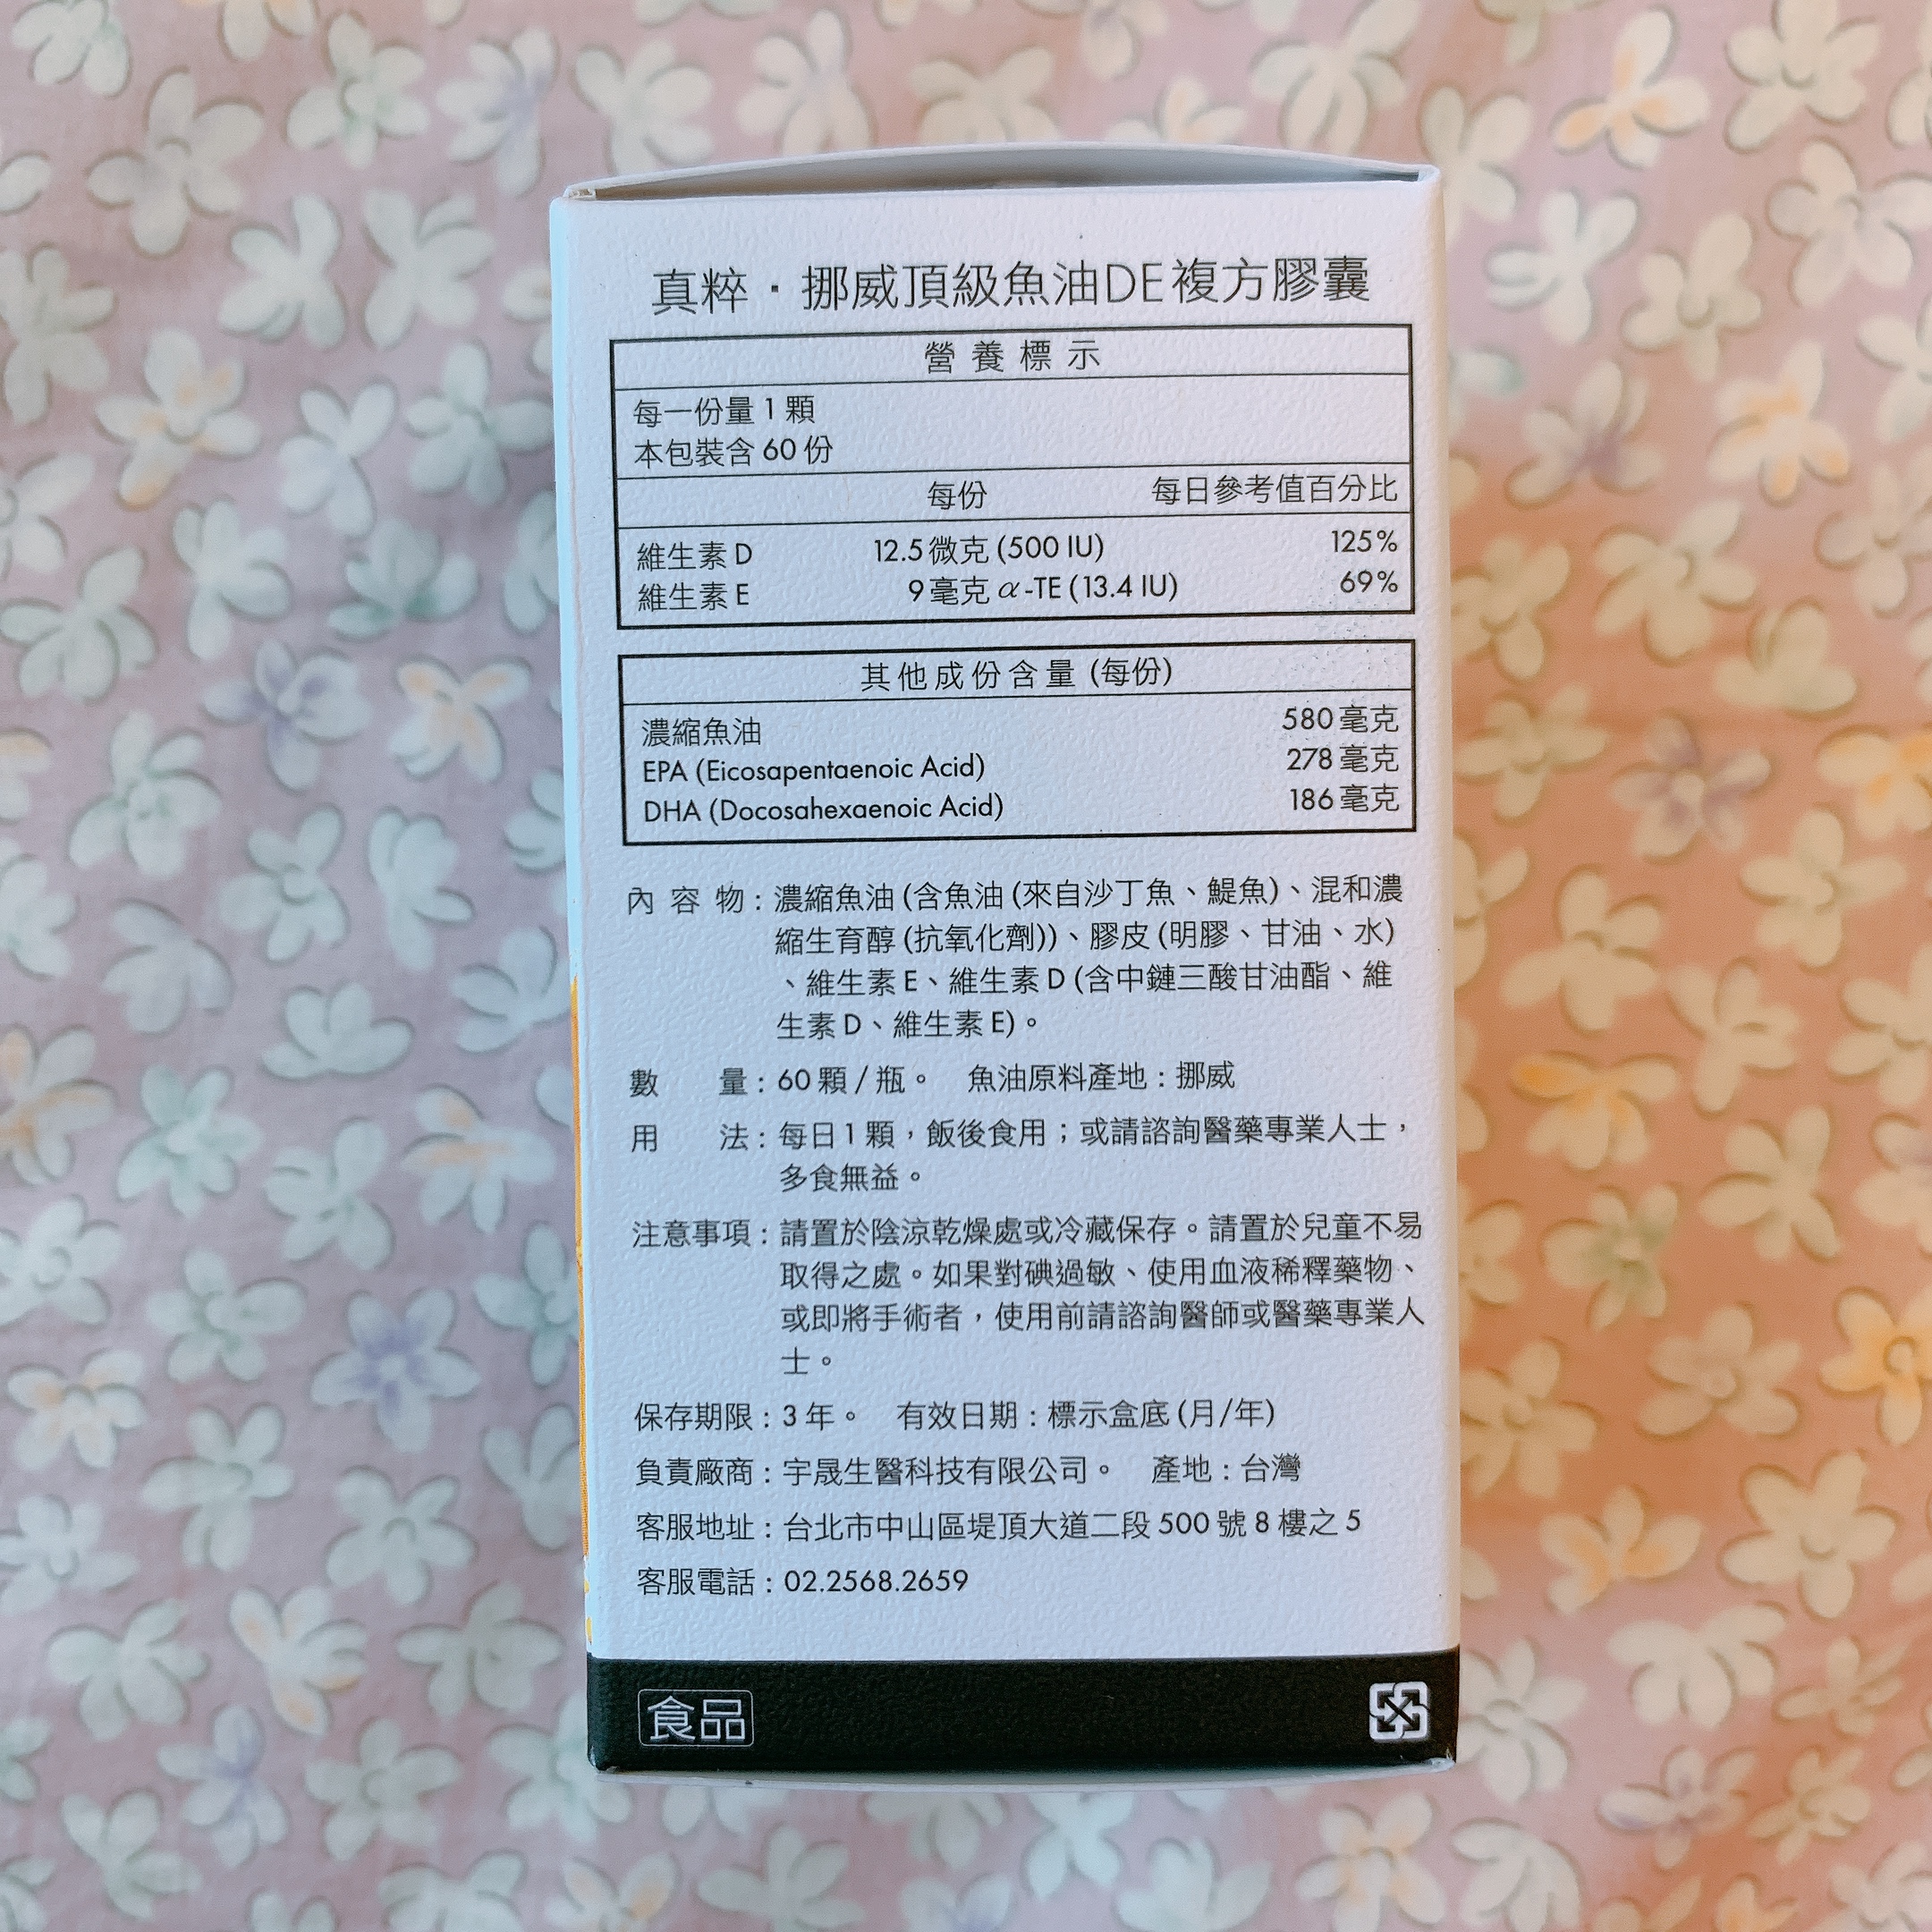 真粹・挪威頂級魚油DE複方膠囊
營養標示
每一份量 1 顆
本包裝含 60 份
每份 每日參考值百分比
維生素 D 12.5 微克 (500 IU) 125%
維生素 E 9 毫克 α-TE (13.4 IU) 69%
其他成份含量 (每份)
濃縮魚油 580 毫克
EPA (Eicosapentaenoic Acid) 278 毫克
DHA (Docosahexaenoic Acid) 186 毫克
內容物：濃縮魚油 (含魚油 (來自沙丁魚、鯷魚)、混和濃
縮生育醇 (抗氧化劑))、膠皮 (明膠、甘油、水)
、維生素 E、維生素 D (含中鏈三酸甘油酯、維
生素 D、維生素 E)。
數量：60 顆 / 瓶。 魚油原料產地：挪威
用法：每日 1 顆，飯後食用；或請諮詢醫藥專業人士，
多食無益。
注意事項：請置於陰涼乾燥處或冷藏保存。請置於兒童不易
取得之處。如果對碘過敏、使用血液稀釋藥物、
或即將手術者，使用前請諮詢醫師或醫藥專業人
士。
保存期限：3 年。 有效日期：標示盒底 (月/年)
負責廠商：宇晟生醫科技有限公司。 產地：台灣
客服地址：台北市中山區堤頂大道二段 500 號 8 樓之 5
客服電話：02.2568.2659
食品